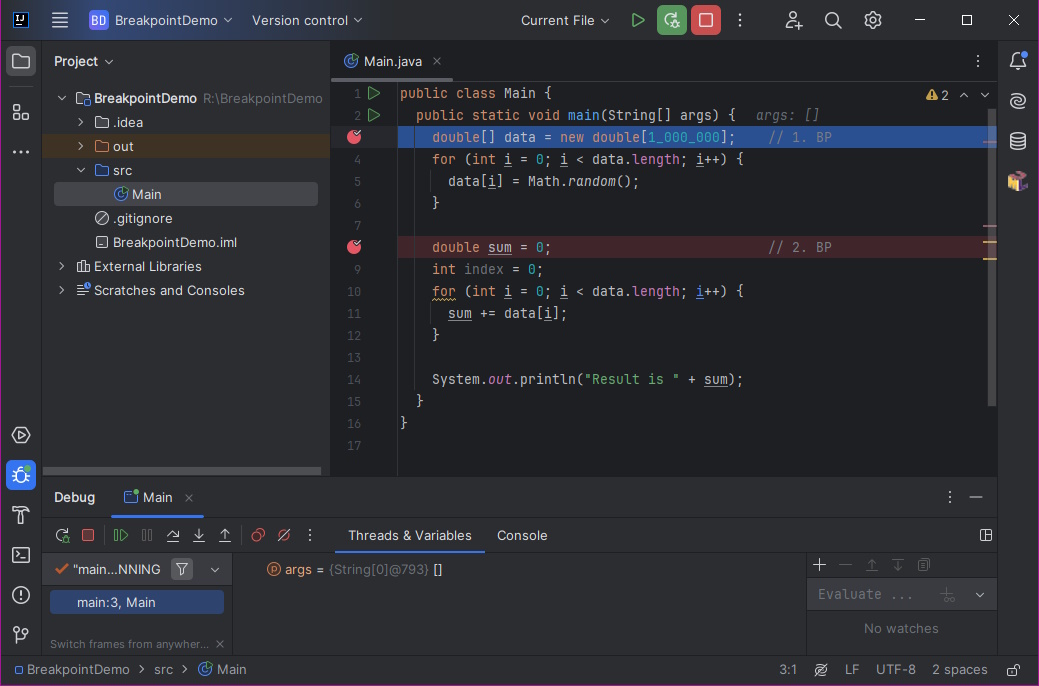 BD BreakpointDemo Version control Current File
Project
BreakpointDemo R:\BreakpointDemo
.idea
out
src
Main
.gitignore
BreakpointDemo.iml
External Libraries
Scratches and Consoles
Main.java
2
1 public class Main {
2 public static void main(String[] args) { args: []
double[] data = new double[1_000_000]; // 1. BP
4 for (int i = 0; i < data.length; i++) {
5 data[i] = Math.random();
6 }
7
double sum = 0; // 2. BP
9 int index = 0;
10 for (int i = 0; i < data.length; i++) {
11 sum += data[i];
12 }
13
14 System.out.println("Result is " + sum);
15 }
16 }
17
Debug Main
Threads & Variables Console
"main...NNING
main:3, Main
Switch frames from anywher...
args = {String[0]@793} []
Evaluate ...
No watches
BreakpointDemo > src > Main 3:1 LF UTF-8 2 spaces